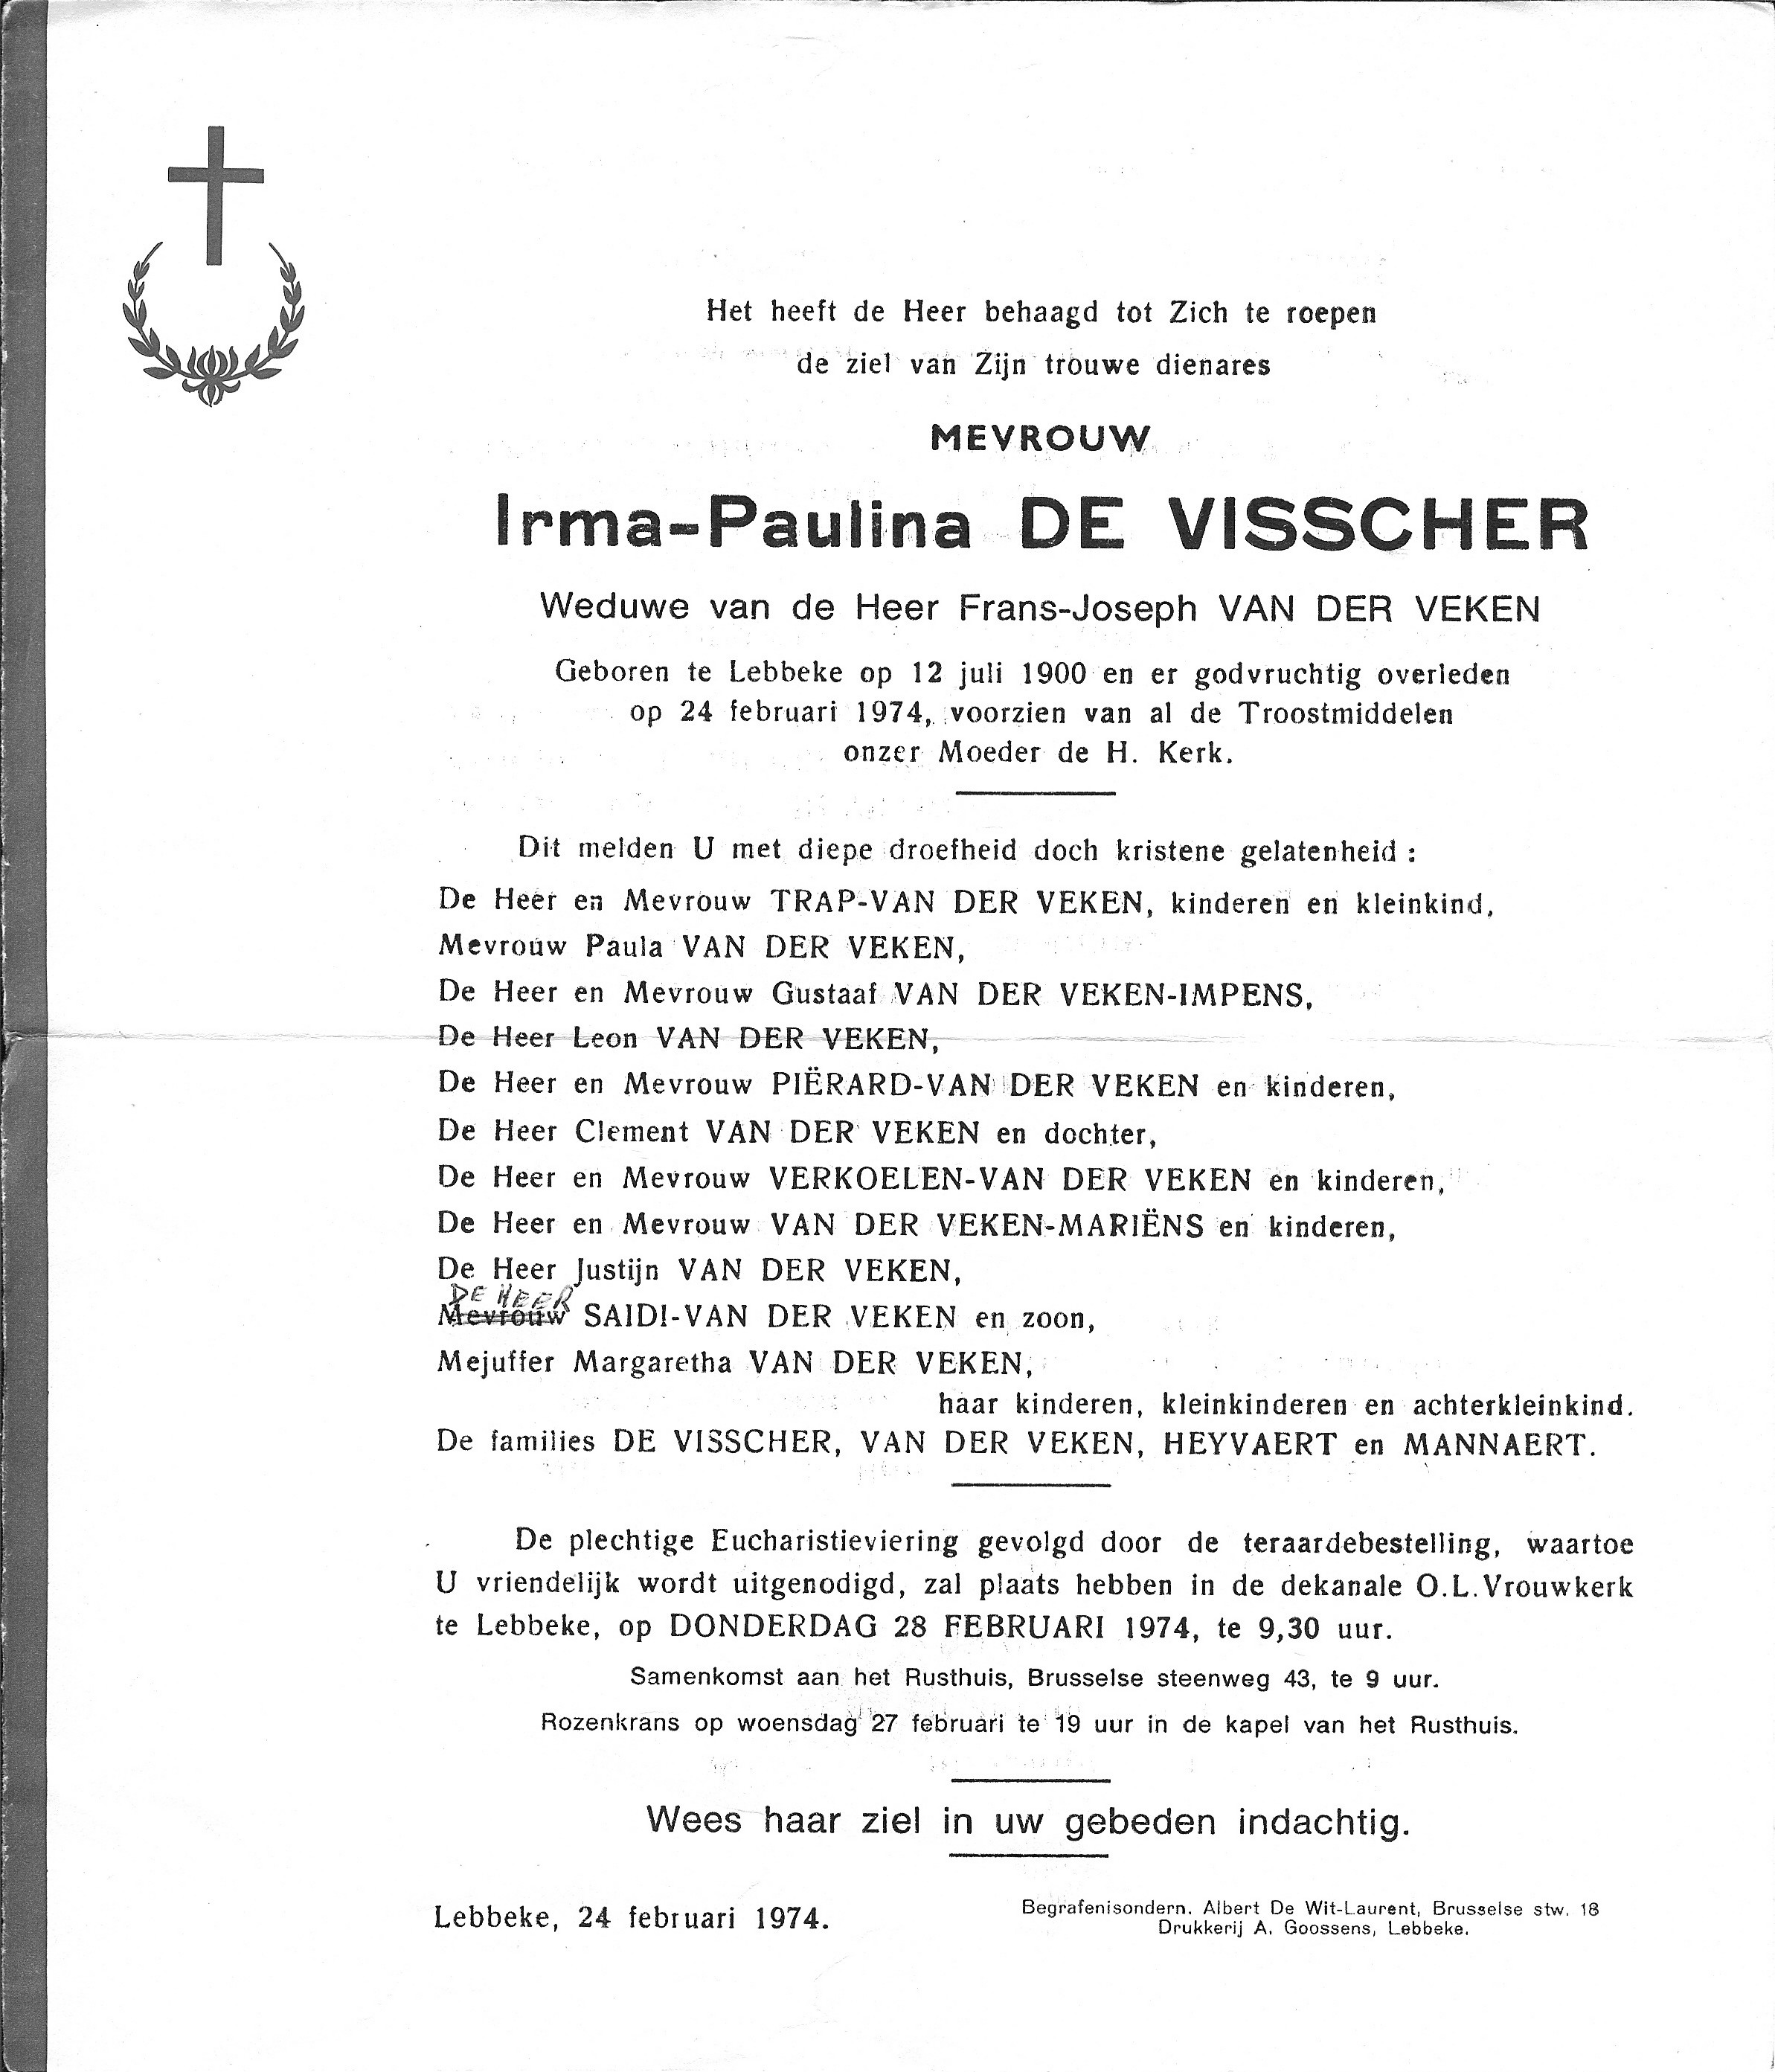 Het heeft de Heer behaagd tot Zich te roepen
de ziel van Zijn trouwe dienares
MEVROUW
Irma-Paulina DE VISSCHER
Weduwe van de Heer Frans-Joseph VAN DER VEKEN
Geboren te Lebbeke op 12 juli 1900 en er godvruchtig overleden
op 24 februari 1974, voorzien van al de Troostmiddelen
onzer Moeder de H. Kerk.
Dit melden U met diepe droefheid doch kristene gelatenheid :
De Heer en Mevrouw TRAP-VAN DER VEKEN, kinderen en kleinkind,
Mevrouw Paula VAN DER VEKEN,
De Heer en Mevrouw Gustaaf VAN DER VEKEN-IMPENS,
De Heer Leon VAN DER VEKEN,
De Heer en Mevrouw PIËRARD-VAN DER VEKEN en kinderen,
De Heer Clement VAN DER VEKEN en dochter,
De Heer en Mevrouw VERKOELEN-VAN DER VEKEN en kinderen,
De Heer en Mevrouw VAN DER VEKEN-MARIËNS en kinderen,
De Heer Justijn VAN DER VEKEN,
DE HEER
Mevrouw SAIDI-VAN DER VEKEN en zoon,
Mejuffer Margaretha VAN DER VEKEN,
haar kinderen, kleinkinderen en achterkleinkind.
De families DE VISSCHER, VAN DER VEKEN, HEYVAERT en MANNAERT.
De plechtige Eucharistieviering gevolgd door de teraardebestelling, waartoe
U vriendelijk wordt uitgenodigd, zal plaats hebben in de dekanale O.L.Vrouwkerk
te Lebbeke, op DONDERDAG 28 FEBRUARI 1974, te 9,30 uur.
Samenkomst aan het Rusthuis, Brusselse steenweg 43, te 9 uur.
Rozenkrans op woensdag 27 februari te 19 uur in de kapel van het Rusthuis.
Wees haar ziel in uw gebeden indachtig.
Lebbeke, 24 februari 1974.
Begrafenisondern. Albert De Wit-Laurent, Brusselse stw. 18
Drukkerij A. Goossens, Lebbeke.